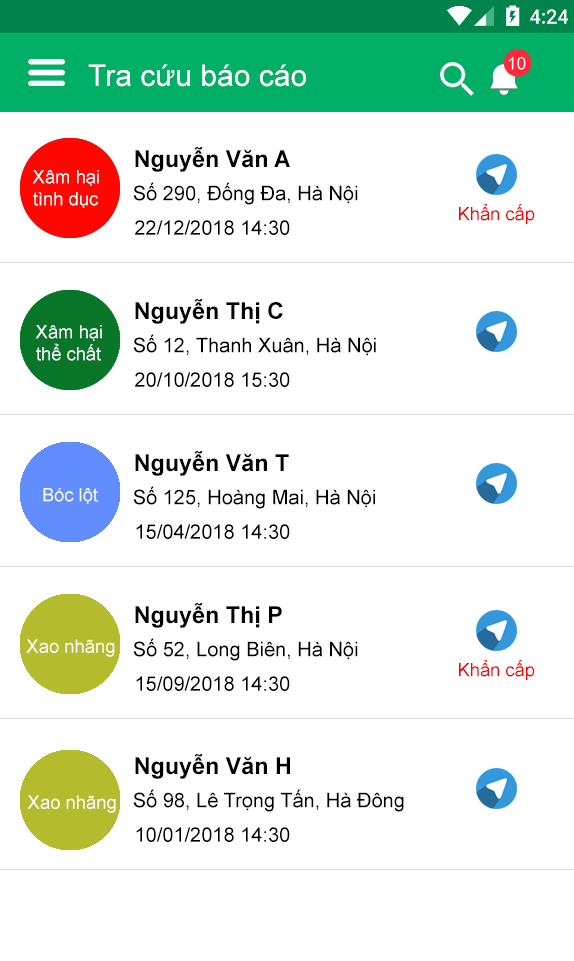 4:24
Tra cứu báo cáo
10
Xâm hại
tình dục
Nguyễn Văn A
Số 290, Đống Đa, Hà Nội
22/12/2018 14:30
Khẩn cấp
Xâm hại
thể chất
Nguyễn Thị C
Số 12, Thanh Xuân, Hà Nội
20/10/2018 15:30
Bóc lột
Nguyễn Văn T
Số 125, Hoàng Mai, Hà Nội
15/04/2018 14:30
Xao nhãng
Nguyễn Thị P
Số 52, Long Biên, Hà Nội
15/09/2018 14:30
Khẩn cấp
Xao nhãng
Nguyễn Văn H
Số 98, Lê Trọng Tấn, Hà Đông
10/01/2018 14:30